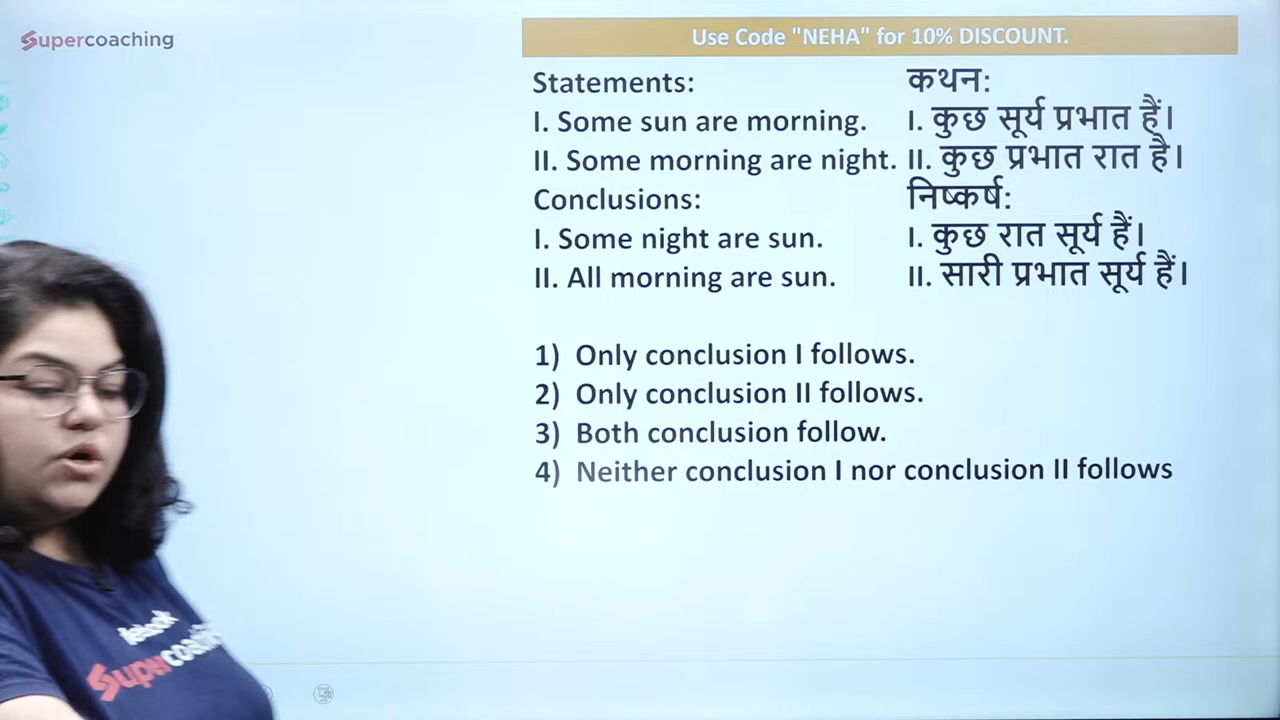 Supercoaching
Use Code "NEHA" for 10% DISCOUNT.
Statements:
I. Some sun are morning.
II. Some morning are night.
Conclusions:
I. Some night are sun.
II. All morning are sun.
कथन:
I. कुछ सूर्य प्रभात हैं।
II. कुछ प्रभात रात है।
निष्कर्ष:
I. कुछ रात सूर्य हैं।
II. सारी प्रभात सूर्य हैं।
1) Only conclusion I follows.
2) Only conclusion II follows.
3) Both conclusion follow.
4) Neither conclusion I nor conclusion II follows